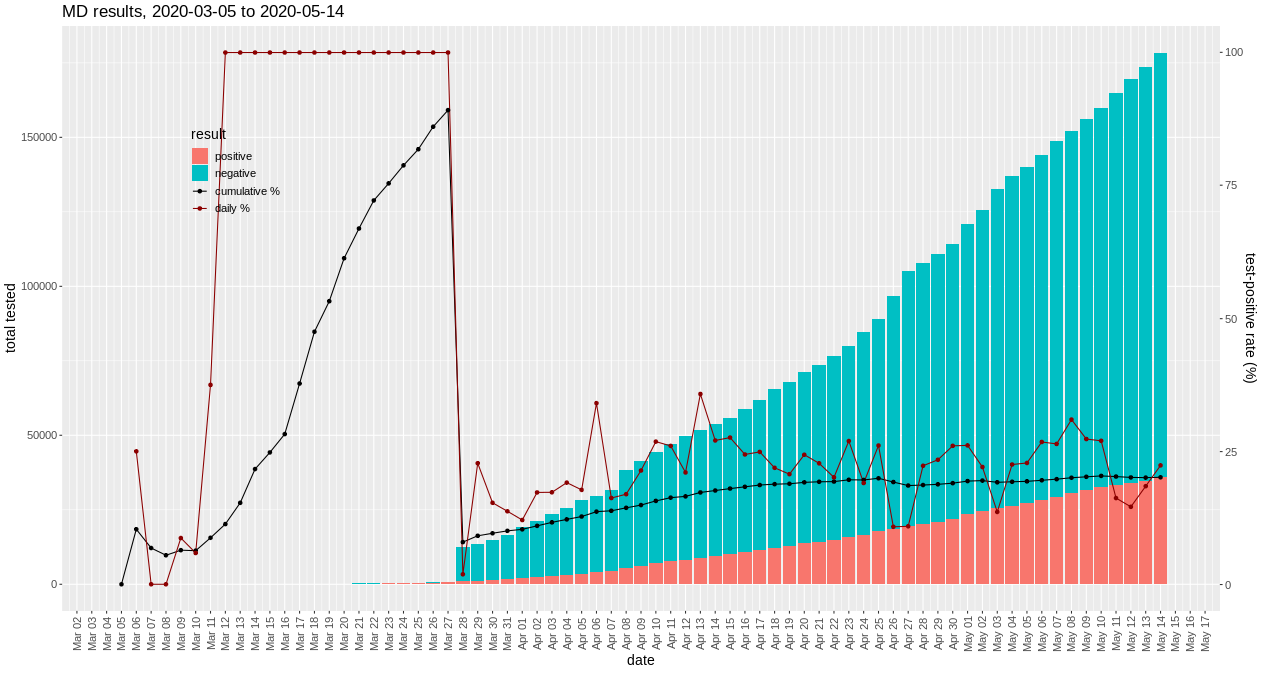 MD results, 2020-03-05 to 2020-05-14
total tested
150000
100000
50000
0
result
positive
negative
cumulative %
daily %
100
75
50
25
0
test-positive rate (%)
Mar 02
Mar 03
Mar 04
Mar 05
Mar 06
Mar 07
Mar 08
Mar 09
Mar 10
Mar 11
Mar 12
Mar 13
Mar 14
Mar 15
Mar 16
Mar 17
Mar 18
Mar 19
Mar 20
Mar 21
Mar 22
Mar 23
Mar 24
Mar 25
Mar 26
Mar 27
Mar 28
Mar 29
Mar 30
Mar 31
Apr 01
Apr 02
Apr 03
Apr 04
Apr 05
Apr 06
Apr 07
Apr 08
Apr 09
Apr 10
Apr 11
Apr 12
Apr 13
Apr 14
Apr 15
Apr 16
Apr 17
Apr 18
Apr 19
Apr 20
Apr 21
Apr 22
Apr 23
Apr 24
Apr 25
Apr 26
Apr 27
Apr 28
Apr 29
Apr 30
May 01
May 02
May 03
May 04
May 05
May 06
May 07
May 08
May 09
May 10
May 11
May 12
May 13
May 14
May 15
May 16
May 17
date